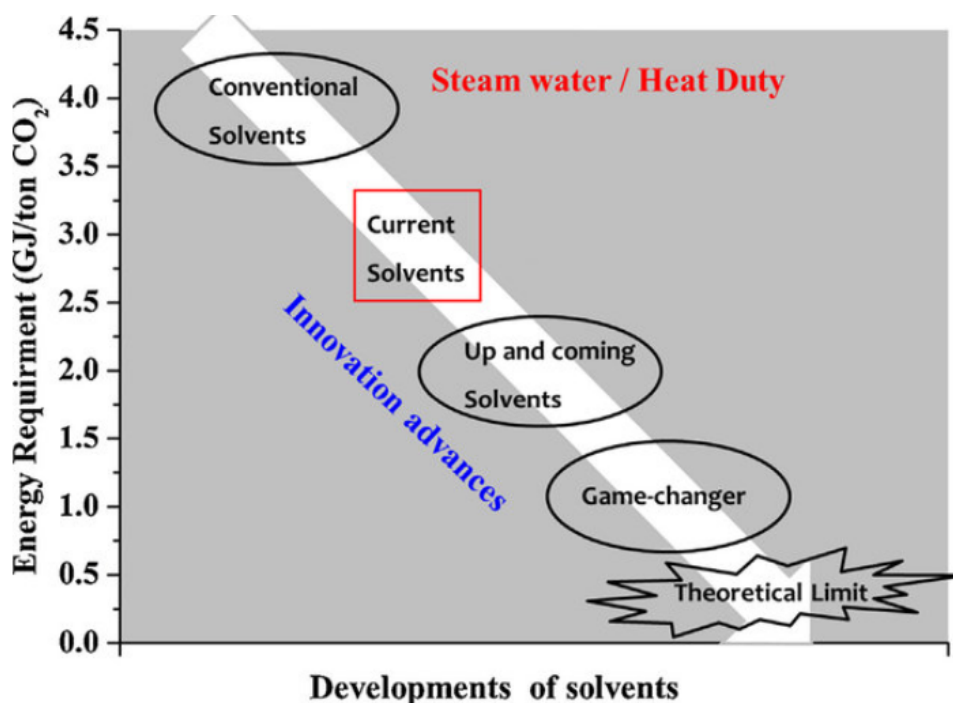 Steam water / Heat Duty
Conventional
Solvents
Current
Solvents
Up and coming
Solvents
Game-changer
Theoretical Limit
Innovation advances
Energy Requirment (GJ/ton CO₂)
4.5
4.0
3.5
3.0
2.5
2.0
1.5
1.0
0.5
0.0
Developments of solvents